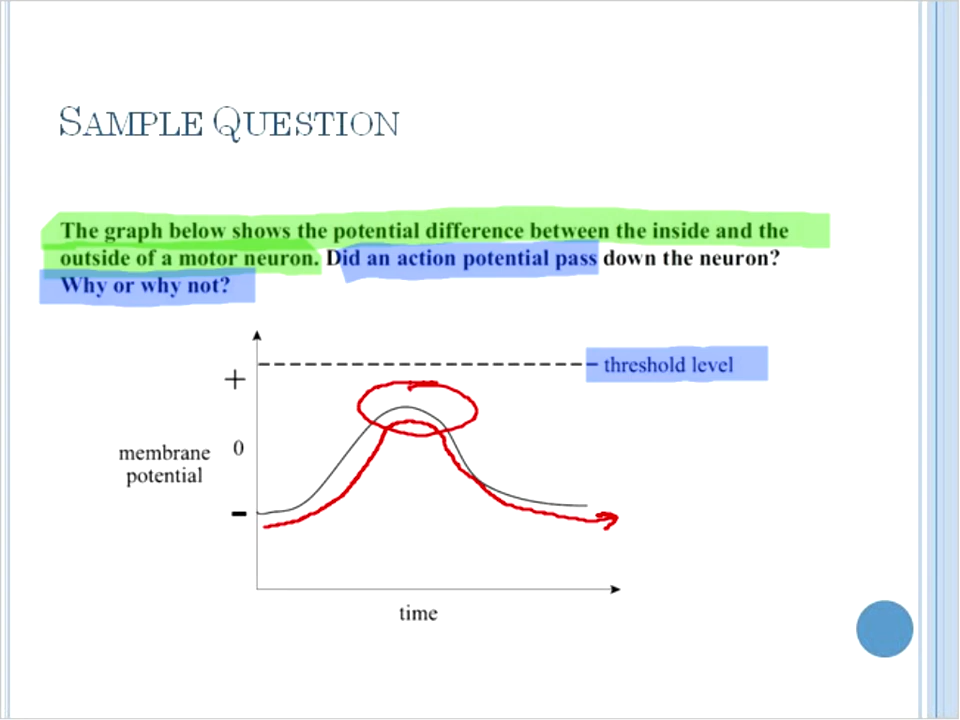 SAMPLE QUESTION
The graph below shows the potential difference between the inside and the
outside of a motor neuron. Did an action potential pass down the neuron?
Why or why not?
threshold level
+
membrane
potential
0
-
time